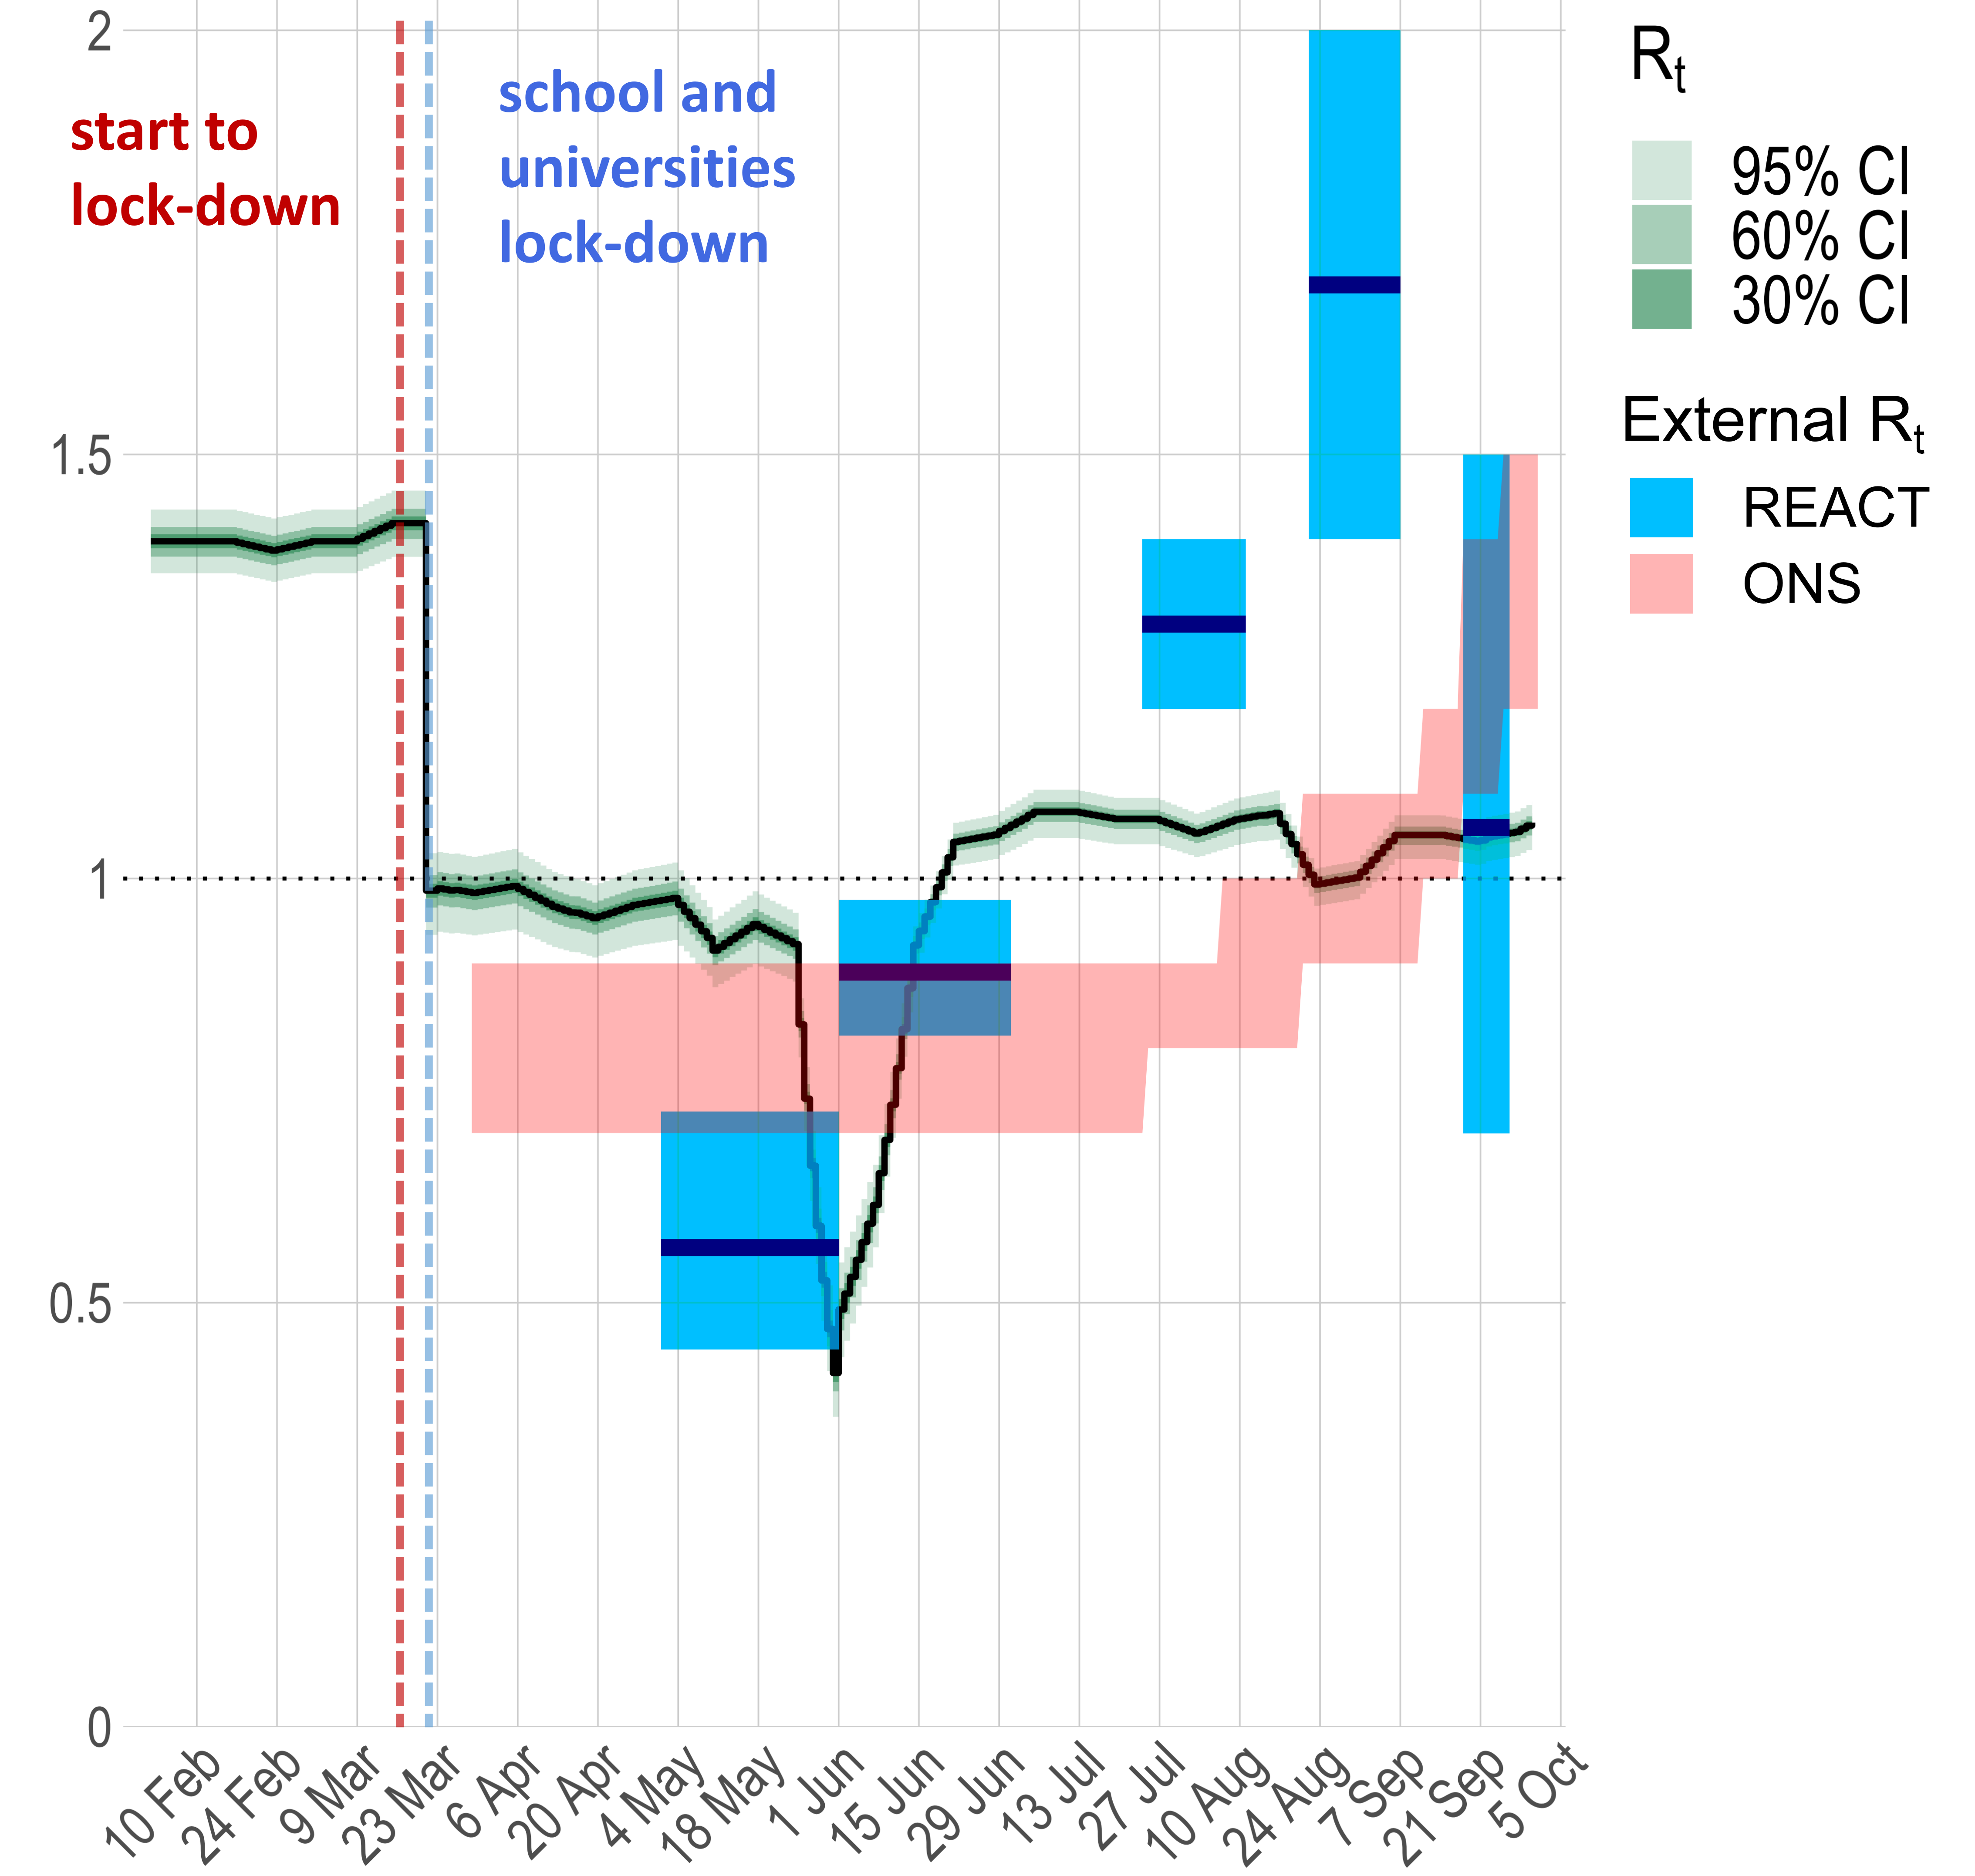 2
1.5
1
0.5
0
start to
lock-down
school and
universities
lock-down
10 Feb
24 Feb
9 Mar
23 Mar
6 Apr
20 Apr
4 May
18 May
1 Jun
15 Jun
29 Jun
13 Jul
27 Jul
10 Aug
24 Aug
7 Sep
21 Sep
5 Oct
Rt
95% CI
60% CI
30% CI
External Rt
REACT
ONS